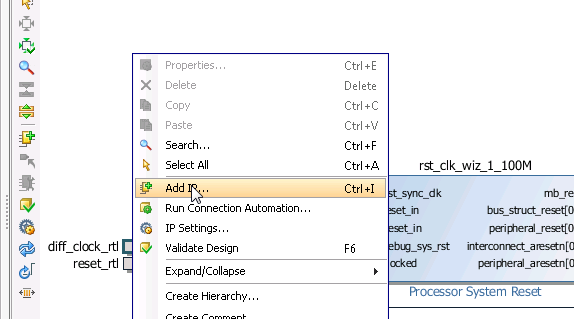 Properties... Ctrl+E
Delete Delete
Copy Ctrl+C
Paste Ctrl+V
Search... Ctrl+F
Select All Ctrl+A
Add IP... Ctrl+I
Run Connection Automation...
IP Settings...
Validate Design F6
Expand/Collapse
Create Hierarchy...
Create Comment
diff_clock_rtl
reset_rtl
rst_clk_wiz_1_100M
st_sync_clk mb_re
eset_in bus_struct_reset[0
eset_in peripheral_reset[0
ebug_sys_rst interconnect_aresetn[0
ocked peripheral_aresetn[0
Processor System Reset